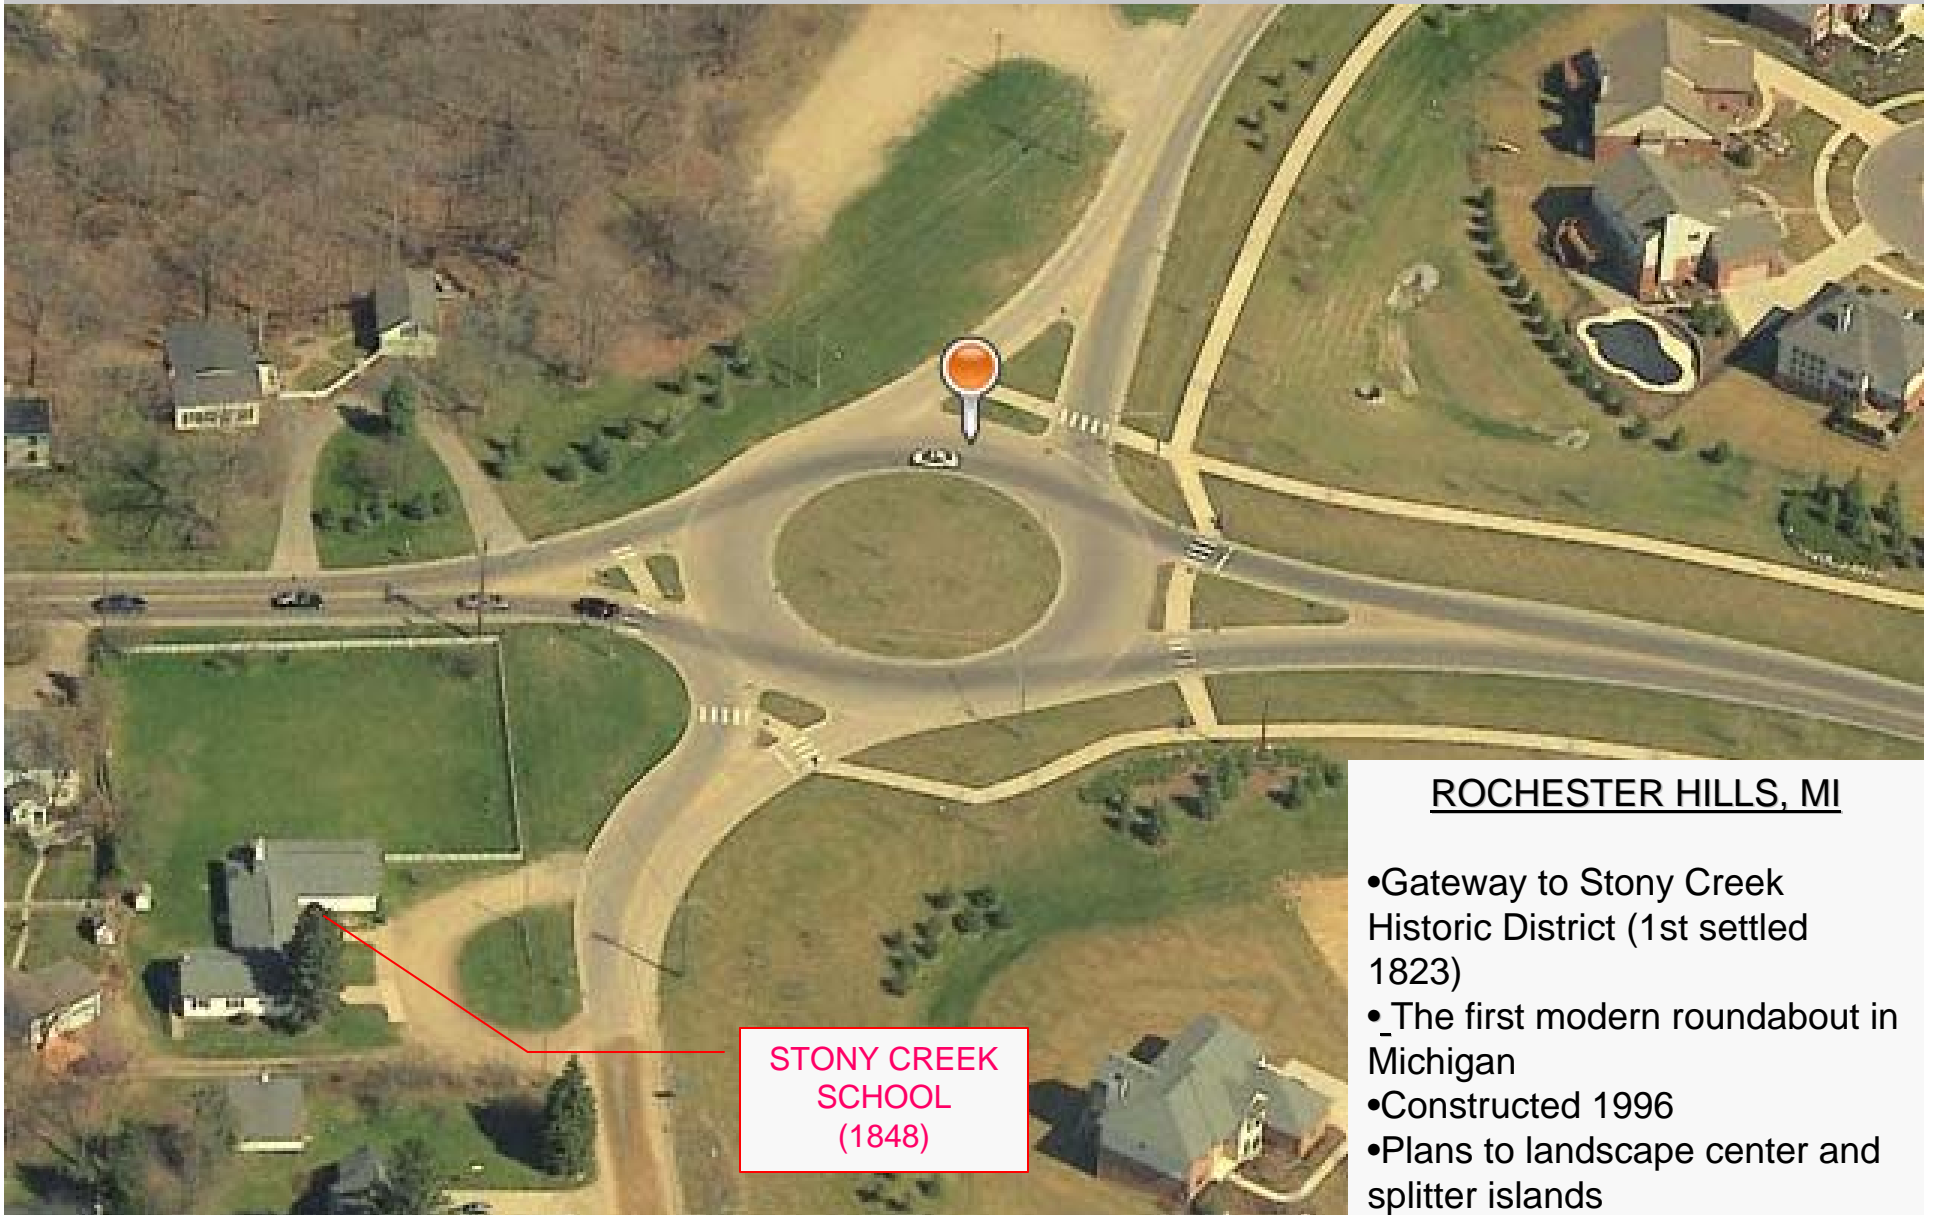 STONY CREEK
SCHOOL
(1848)
ROCHESTER HILLS, MI
•Gateway to Stony Creek
Historic District (1st settled
1823)
• The first modern roundabout in
Michigan
•Constructed 1996
•Plans to landscape center and
splitter islands